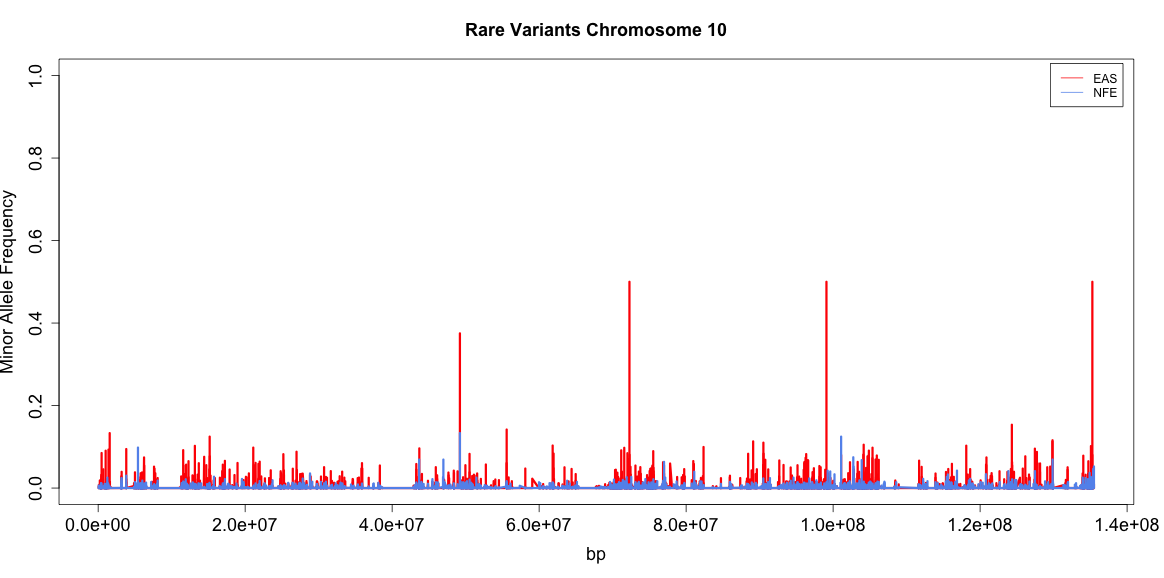 Rare Variants Chromosome 10
EAS
NFE
Minor Allele Frequency
1.0
0.8
0.6
0.4
0.2
0.0
0.0e+00 2.0e+07 4.0e+07 6.0e+07 8.0e+07 1.0e+08 1.2e+08 1.4e+08
bp